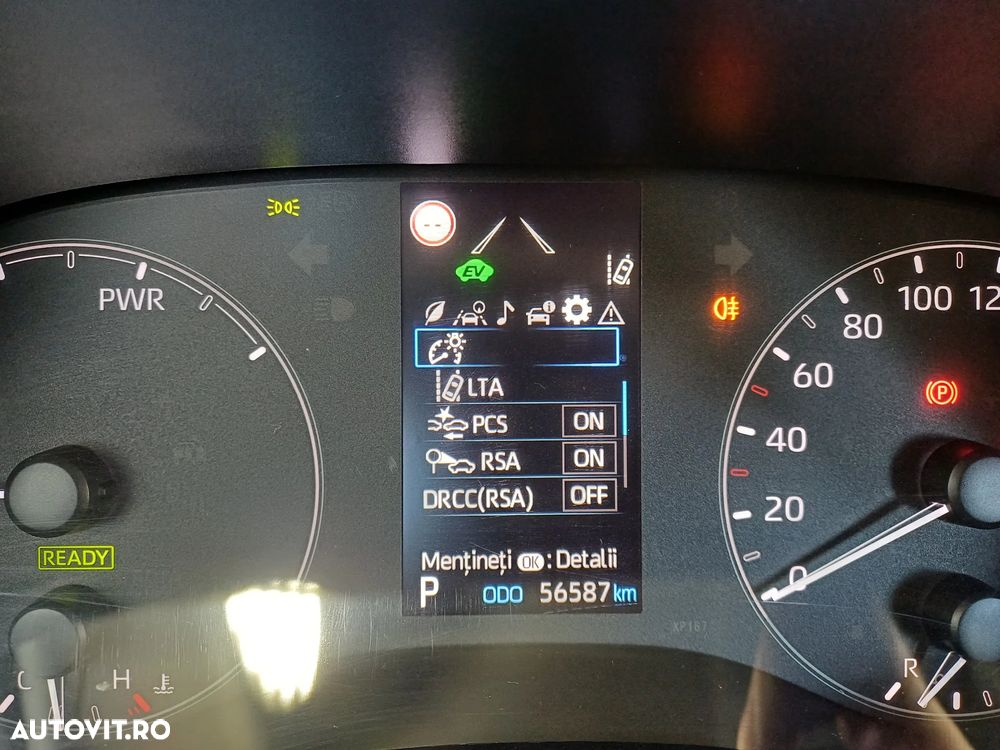 --
EV
PWR
100 12
80
60
40
20
0
LTA
PCS ON
RSA ON
DRCC(RSA) OFF
READY
Mențineți OK : Detalii
P ODO 56587 km
XP167
C H
R
P
AUTOVIT.RO